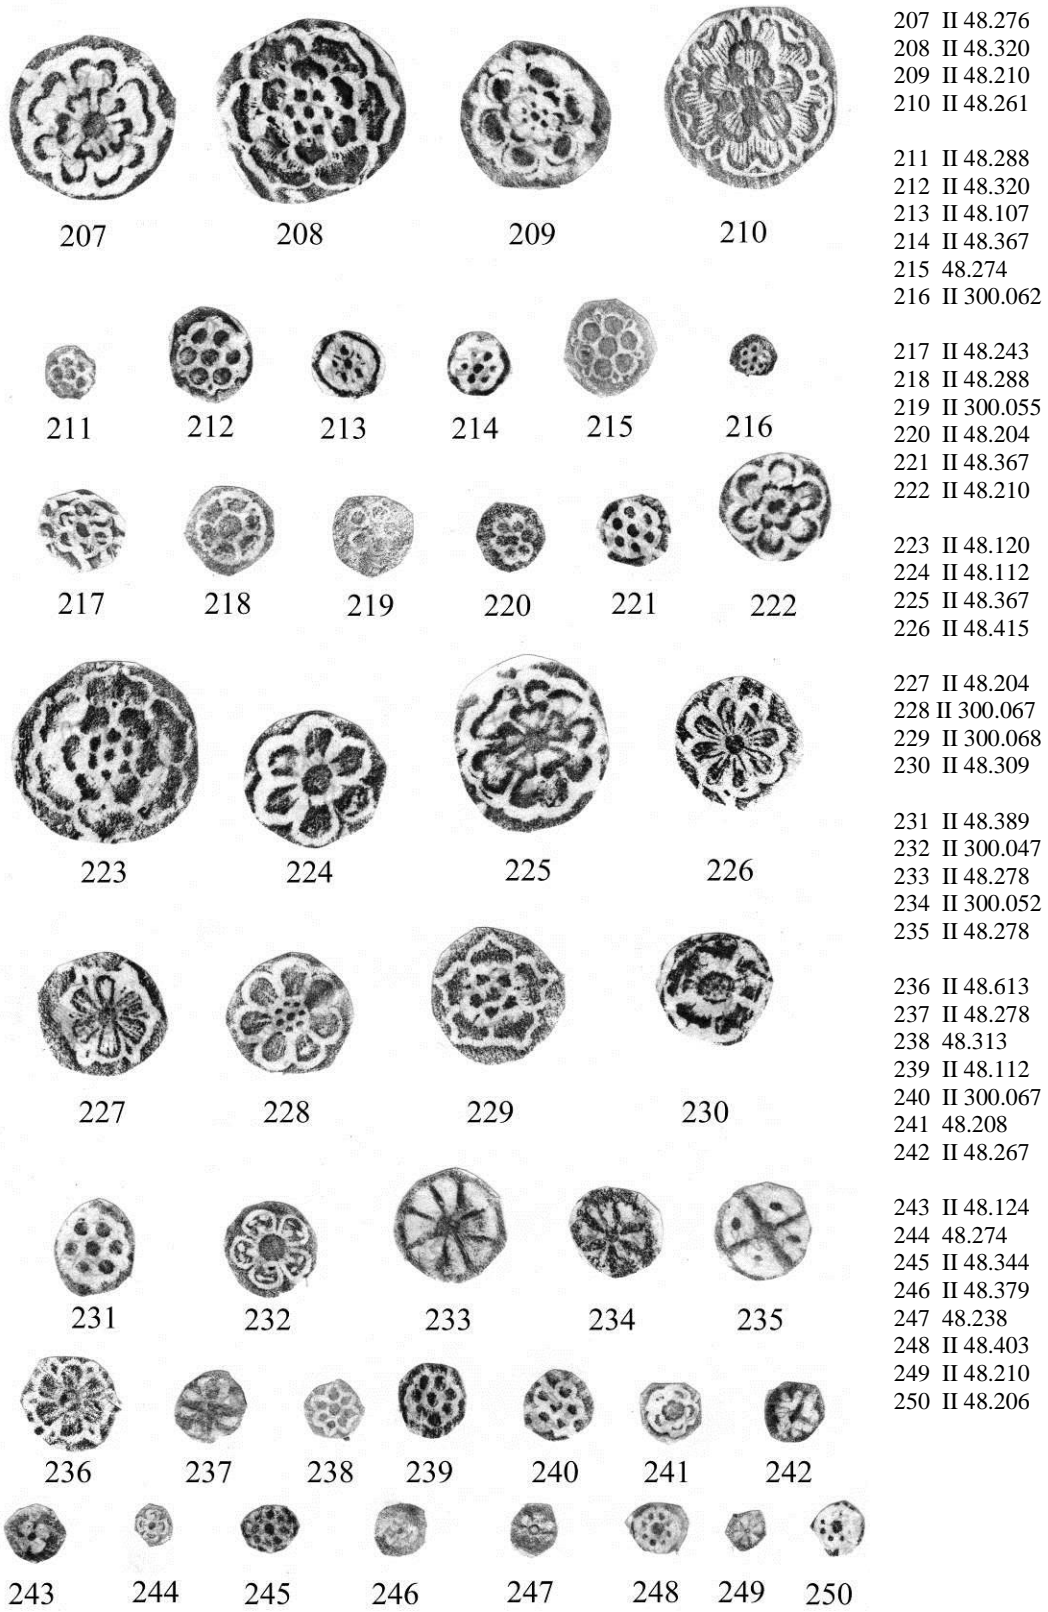 207 208 209 210
211 212 213 214 215 216
217 218 219 220 221 222
223 224 225 226
227 228 229 230
231 232 233 234 235
236 237 238 239 240 241 242
243 244 245 246 247 248 249 250
207 II 48.276
208 II 48.320
209 II 48.210
210 II 48.261
211 II 48.288
212 II 48.320
213 II 48.107
214 II 48.367
215 48.274
216 II 300.062
217 II 48.243
218 II 48.288
219 II 300.055
220 II 48.204
221 II 48.367
222 II 48.210
223 II 48.120
224 II 48.112
225 II 48.367
226 II 48.415
227 II 48.204
228 II 300.067
229 II 300.068
230 II 48.309
231 II 48.389
232 II 300.047
233 II 48.278
234 II 300.052
235 II 48.278
236 II 48.613
237 II 48.278
238 48.313
239 II 48.112
240 II 300.067
241 48.208
242 II 48.267
243 II 48.124
244 48.274
245 II 48.344
246 II 48.379
247 48.238
248 II 48.403
249 II 48.210
250 II 48.206